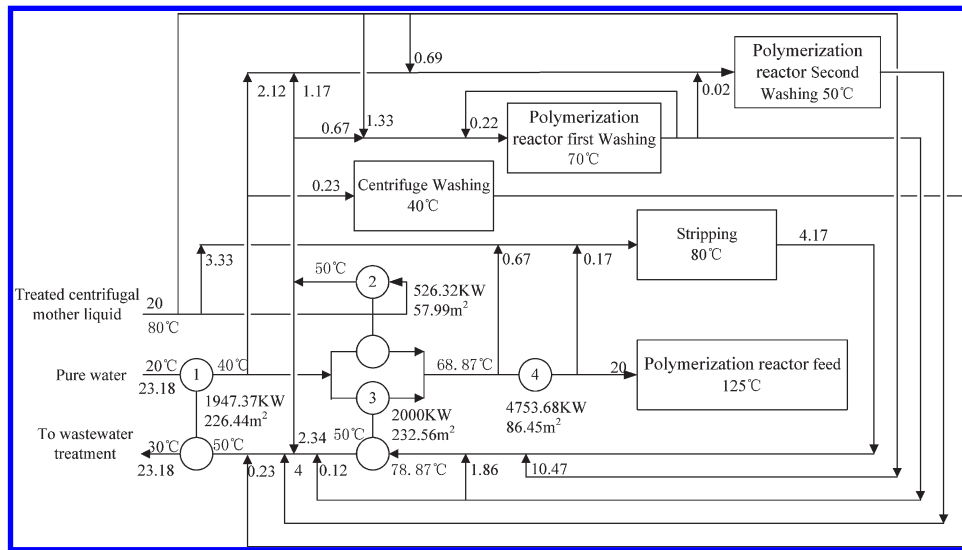 0.69
Polymerization
reactor Second
Washing 50℃
2.12
1.17
0.02
0.67
1.33
0.22
Polymerization
reactor first Washing
70℃
0.23
Centrifuge Washing
40℃
Stripping
80℃
4.17
3.33
0.67
0.17
50℃
2
526.32KW
57.99m²
Treated centrifugal
mother liquid
20
80℃
Pure water
20℃
23.18
1
40℃
1947.37KW
226.44m²
3
2000KW
232.56m²
68.87℃
4
4753.68KW
86.45m²
20
Polymerization reactor feed
125℃
To wastewater
treatment
30℃
23.18
50℃
0.23
4
2.34
0.12
50℃
78.87℃
1.86
10.47